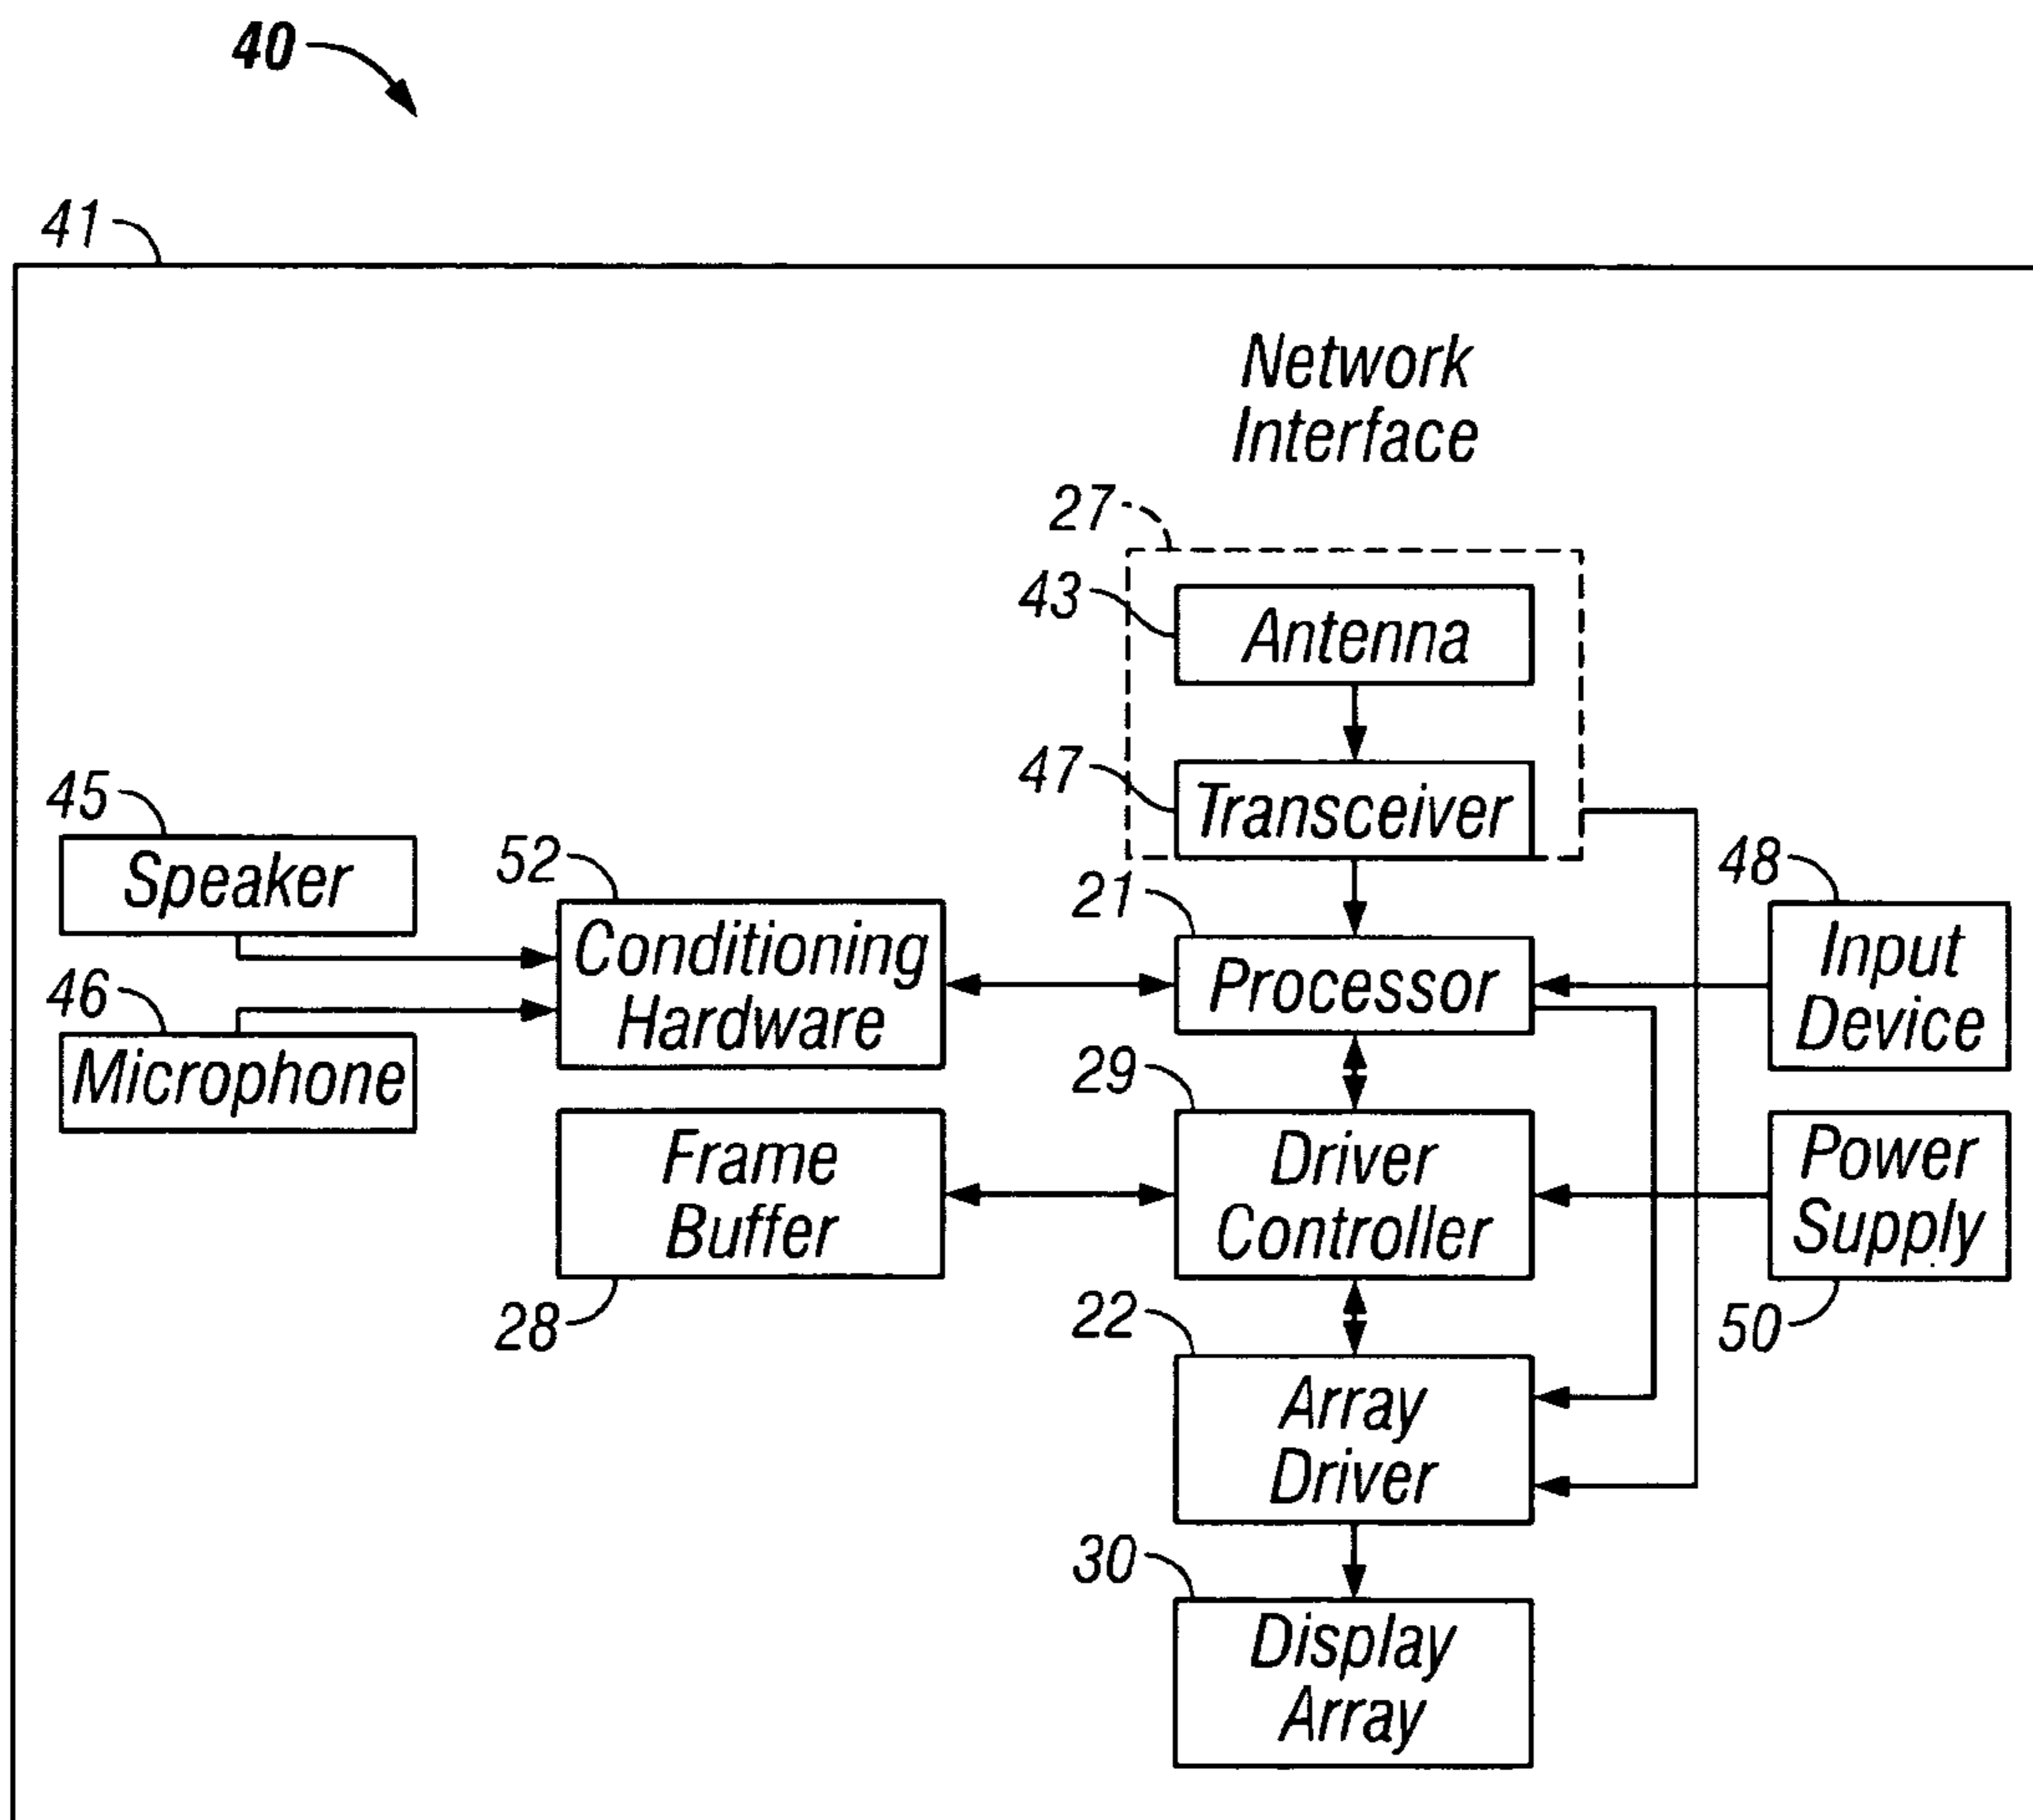 40
41
Network
Interface
27
43
Antenna
47
Transceiver
45
Speaker
52
Conditioning
Hardware
21
Processor
48
Input
Device
46
Microphone
29
Driver
Controller
Frame
Buffer
28
Power
Supply
50
22
Array
Driver
30
Display
Array